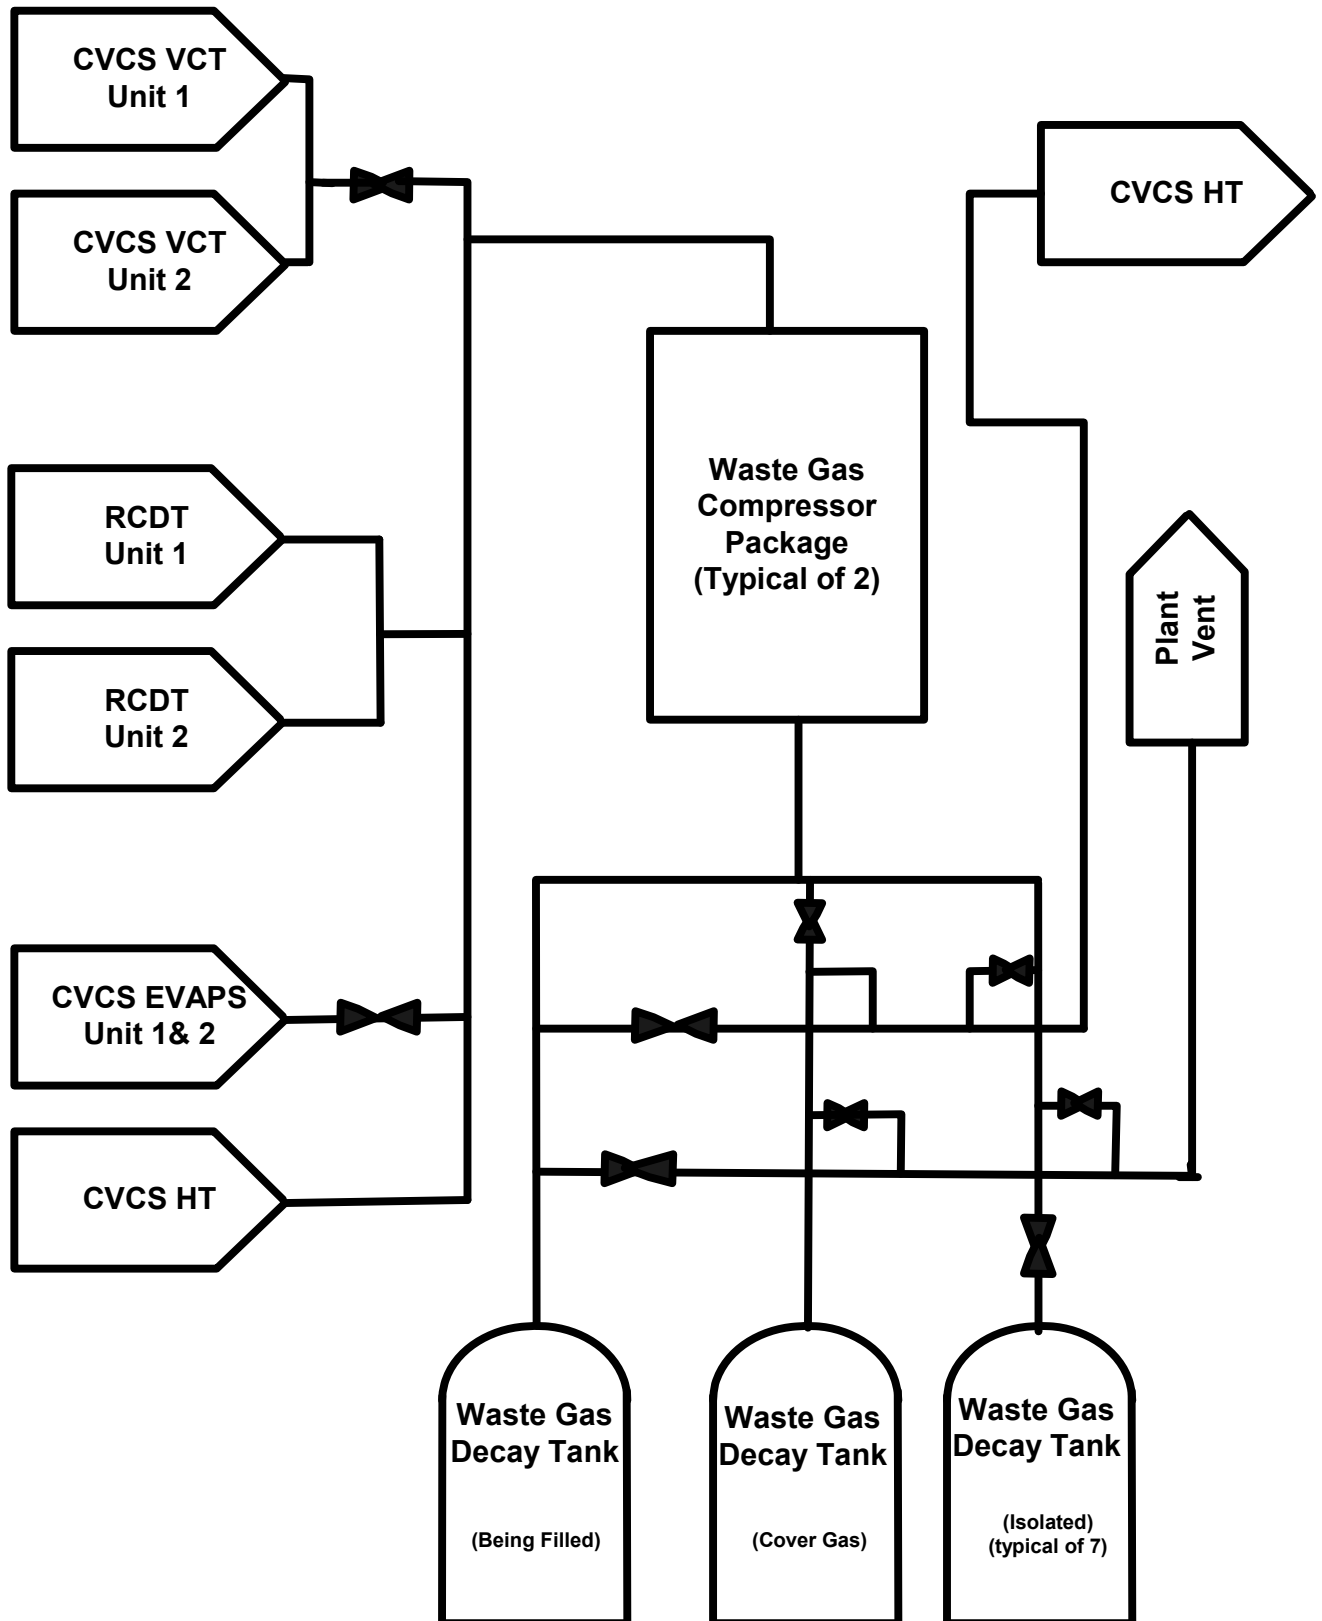 CVCS VCT
Unit 1
CVCS VCT
Unit 2
CVCS HT
RCDT
Unit 1
RCDT
Unit 2
Waste Gas
Compressor
Package
(Typical of 2)
Plant
Vent
CVCS EVAPS
Unit 1& 2
CVCS HT
Waste Gas
Decay Tank
(Being Filled)
Waste Gas
Decay Tank
(Cover Gas)
Waste Gas
Decay Tank
(Isolated)
(typical of 7)